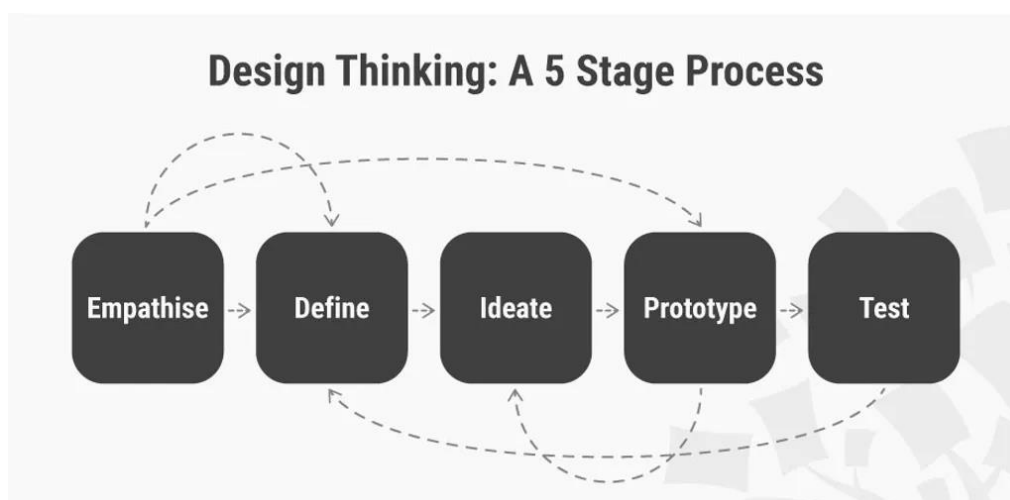 Design Thinking: A 5 Stage Process
Empathise
Define
Ideate
Prototype
Test